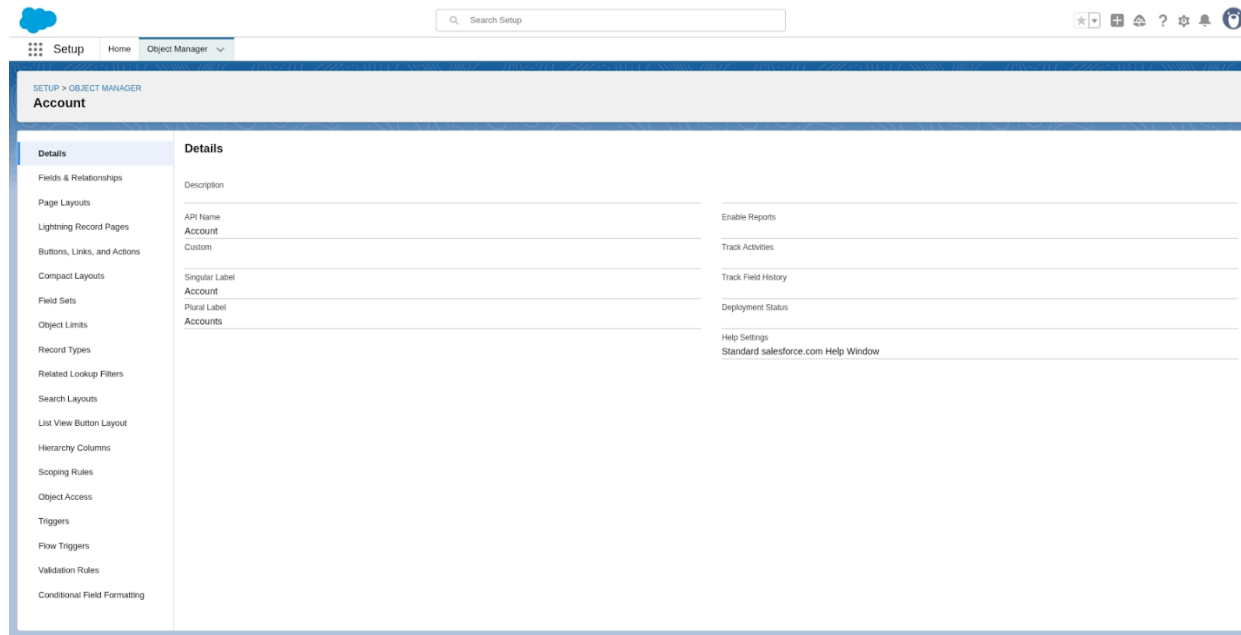 Search Setup
Setup
Home
Object Manager
SETUP > OBJECT MANAGER
Account
Details
Fields & Relationships
Page Layouts
Lightning Record Pages
Buttons, Links, and Actions
Compact Layouts
Field Sets
Object Limits
Record Types
Related Lookup Filters
Search Layouts
List View Button Layout
Hierarchy Columns
Scoping Rules
Object Access
Triggers
Flow Triggers
Validation Rules
Conditional Field Formatting
Details
Description
API Name
Account
Custom
Singular Label
Account
Plural Label
Accounts
Enable Reports
Track Activities
Track Field History
Deployment Status
Help Settings
Standard salesforce.com Help Window